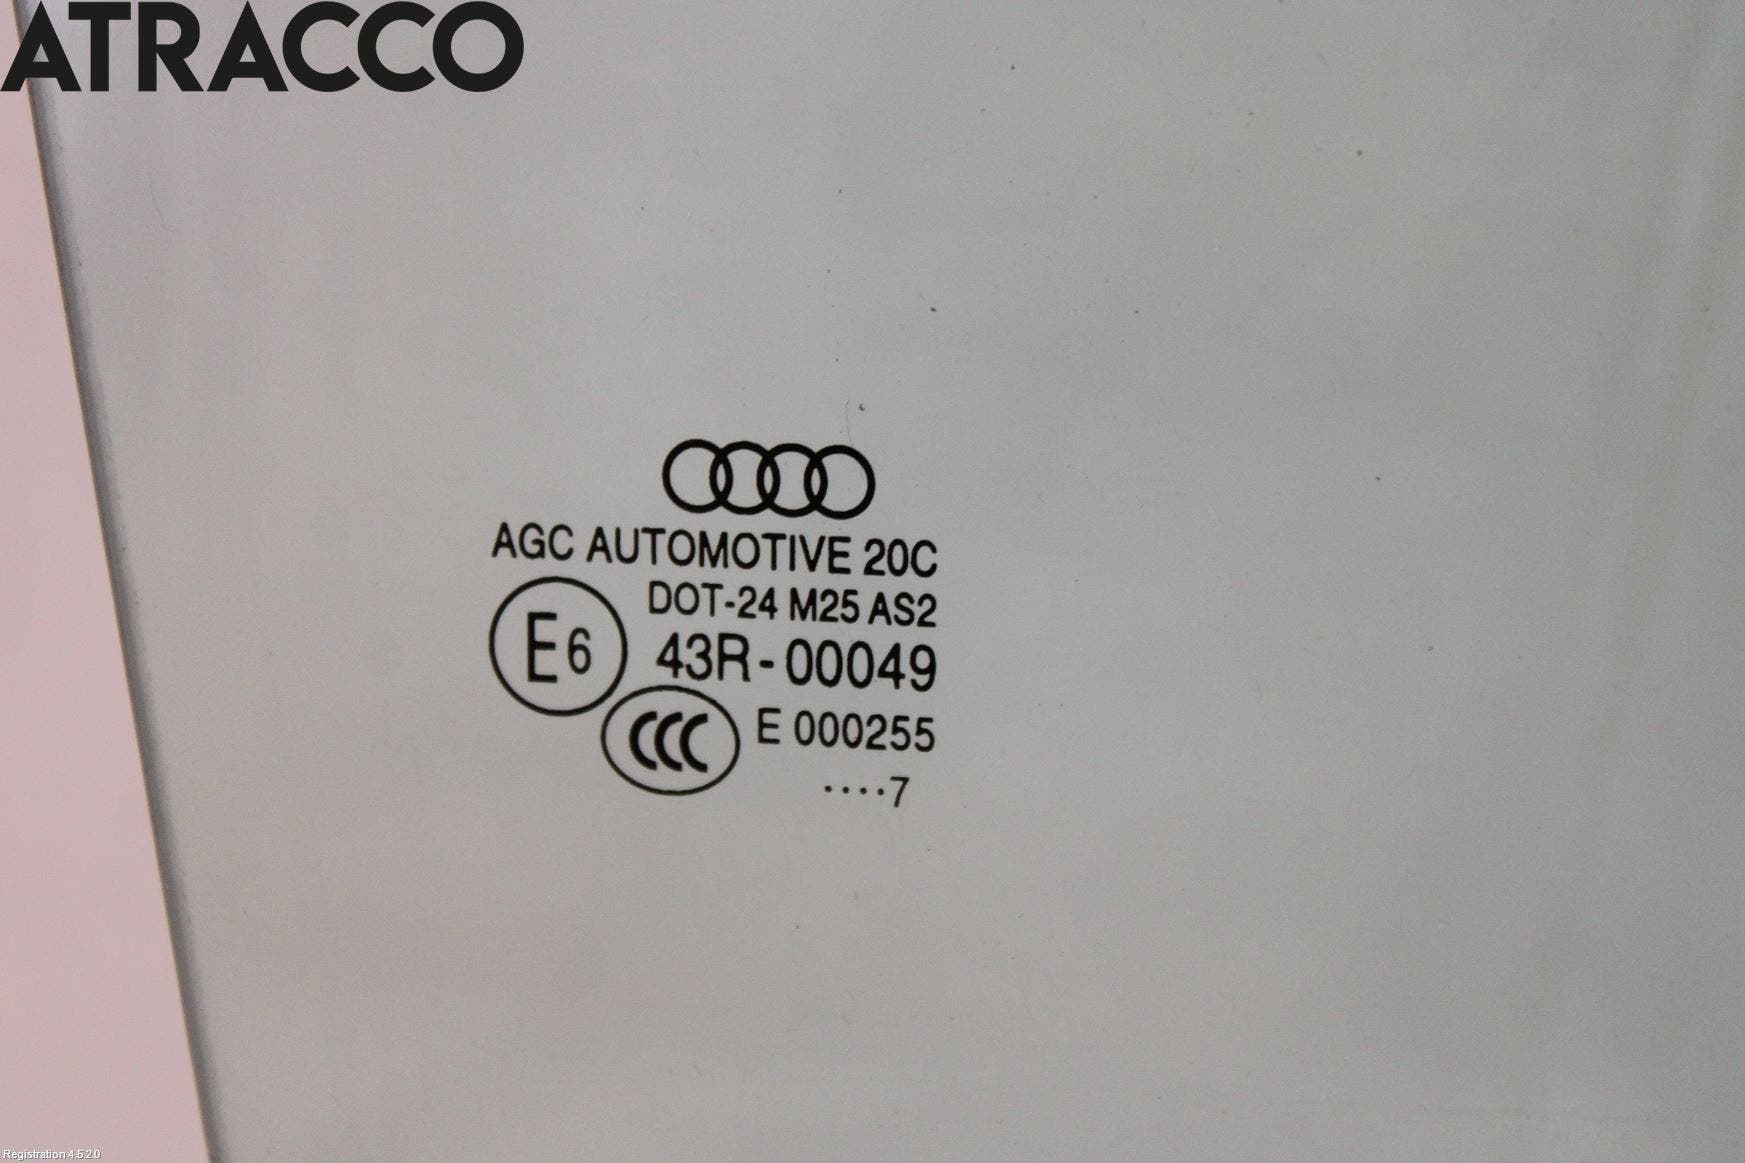 ATRACCO
AGC AUTOMOTIVE 20C
DOT-24 M25 AS2
E6 43R-00049
CCC E 000255
....7
Registration 4.5.2.0